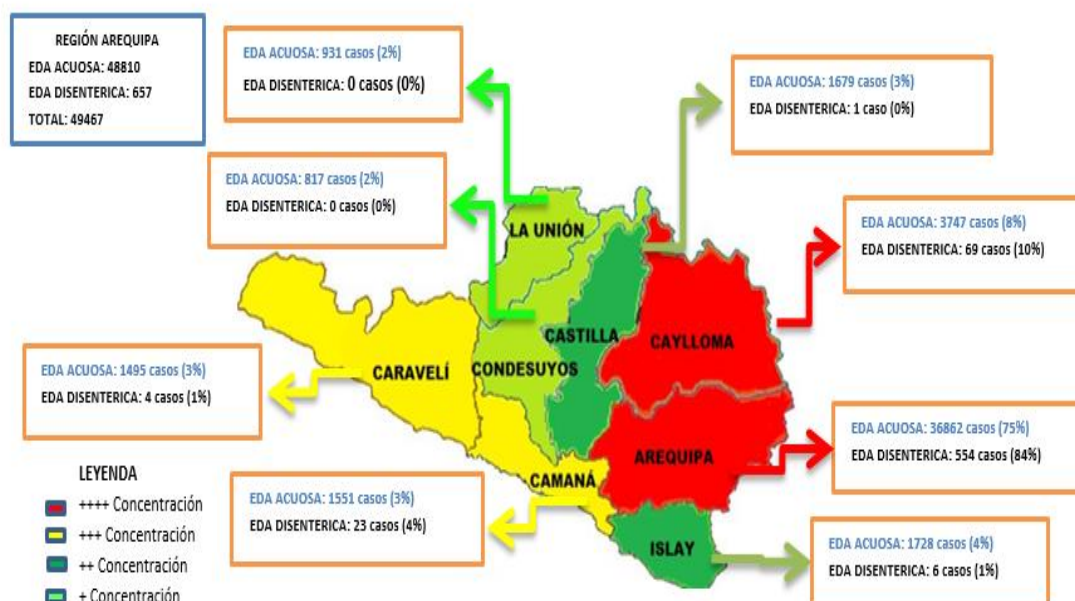 REGIÓN AREQUIPA
EDA ACUOSA: 48810
EDA DISENTERICA: 657
TOTAL: 49467
EDA ACUOSA: 931 casos (2%)
EDA DISENTERICA: 0 casos (0%)
EDA ACUOSA: 1679 casos (3%)
EDA DISENTERICA: 1 caso (0%)
EDA ACUOSA: 817 casos (2%)
EDA DISENTERICA: 0 casos (0%)
EDA ACUOSA: 3747 casos (8%)
EDA DISENTERICA: 69 casos (10%)
LA UNIÓN
CASTILLA
CAYLLOMA
CARAVELÍ
CONDESUYOS
EDA ACUOSA: 1495 casos (3%)
EDA DISENTERICA: 4 casos (1%)
EDA ACUOSA: 36862 casos (75%)
EDA DISENTERICA: 554 casos (84%)
AREQUIPA
CAMANÁ
EDA ACUOSA: 1551 casos (3%)
EDA DISENTERICA: 23 casos (4%)
ISLAY
EDA ACUOSA: 1728 casos (4%)
EDA DISENTERICA: 6 casos (1%)
LEYENDA
++++ Concentración
+++ Concentración
++ Concentración
+ Concentración